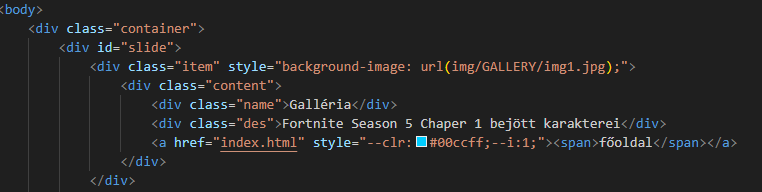 <body>
<div class="container">
<div id="slide">
<div class="item" style="background-image: url(img/GALLERY/img1.jpg);">
<div class="content">
<div class="name">Galléria</div>
<div class="des">Fortnite Season 5 Chaper 1 bejött karakterei</div>
<a href="index.html" style="--clr:#00ccff;--i:1;"><span>főoldal</span></a>
</div>
</div>